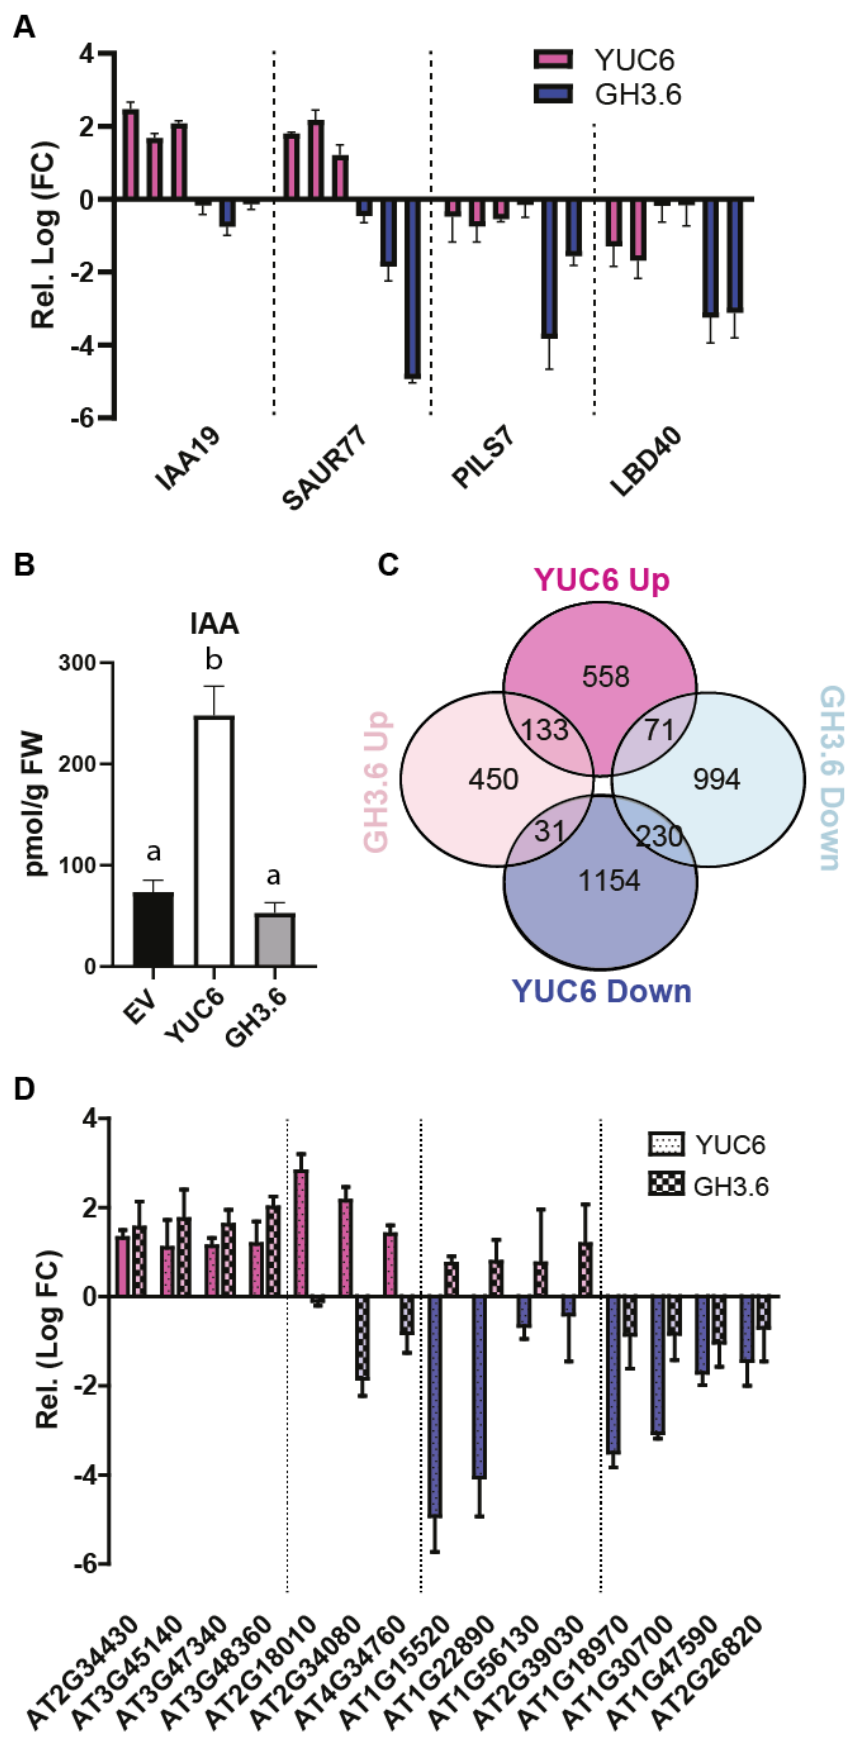 A
4
2
0
-2
-4
-6
Rel. Log (FC)
YUC6
GH3.6
IAA19
SAUR77
PILS7
LBD40
B
IAA
300
200
100
0
pmol/g FW
a
b
a
EV
YUC6
GH3.6
C
YUC6 Up
GH3.6 Up
GH3.6 Down
YUC6 Down
558
133
71
450
994
31
230
1154
D
4
2
0
-2
-4
-6
Rel. (Log FC)
YUC6
GH3.6
AT2G34430
AT3G45140
AT3G47340
AT3G48360
AT2G18010
AT2G34080
AT4G34760
AT1G15520
AT1G22890
AT1G56130
AT2G39030
AT1G18970
AT1G30700
AT1G47590
AT2G26820